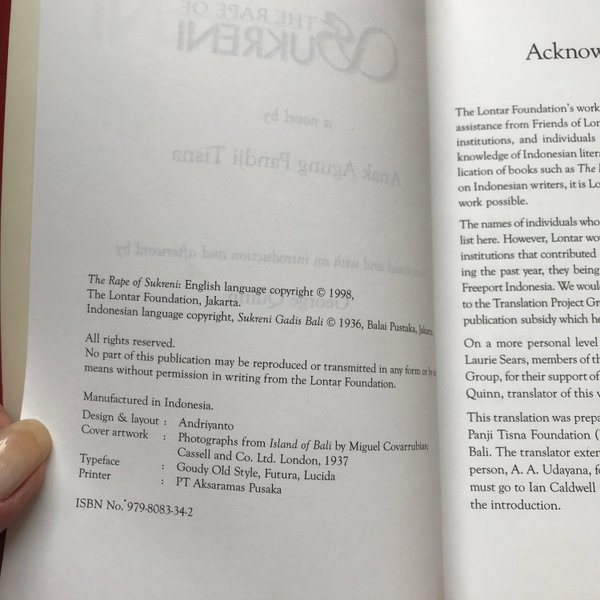 The Rape of Sukreni: English language copyright © 1998,
The Lontar Foundation, Jakarta.
Indonesian language copyright, Sukreni Gadis Bali © 1936, Balai Pustaka, Jakarta.
All rights reserved.
No part of this publication may be reproduced or transmitted in any form or by
means without permission in writing from the Lontar Foundation.
Manufactured in Indonesia.
Design & layout : Andriyanto
Cover artwork : Photographs from Island of Bali by Miguel Covarrubias;
Cassell and Co. Ltd. London, 1937
Typeface : Goudy Old Style, Futura, Lucida
Printer : PT Aksaramas Pusaka
ISBN No. 979-8083-34-2
THE RAPE OF
SUKRENI
a novel by
Anak Agung Pandji Tisna
and with an introduction and afterword by
George Quinn
Acknow
The Lontar Foundation's work
assistance from Friends of Lon
institutions, and individuals
knowledge of Indonesian liter
lication of books such as The
on Indonesian writers, it is Lo
work possible.
The names of individuals who
list here. However, Lontar wo
institutions that contributed
ing the past year, they being
Freeport Indonesia. We would
to the Translation Project Gr
publication subsidy which he
On a more personal level
Laurie Sears, members of th
Group, for their support of
Quinn, translator of this v
This translation was prepa
Panji Tisna Foundation (
Bali. The translator exten
person, A. A. Udayana, fo
must go to Ian Caldwell
the introduction.